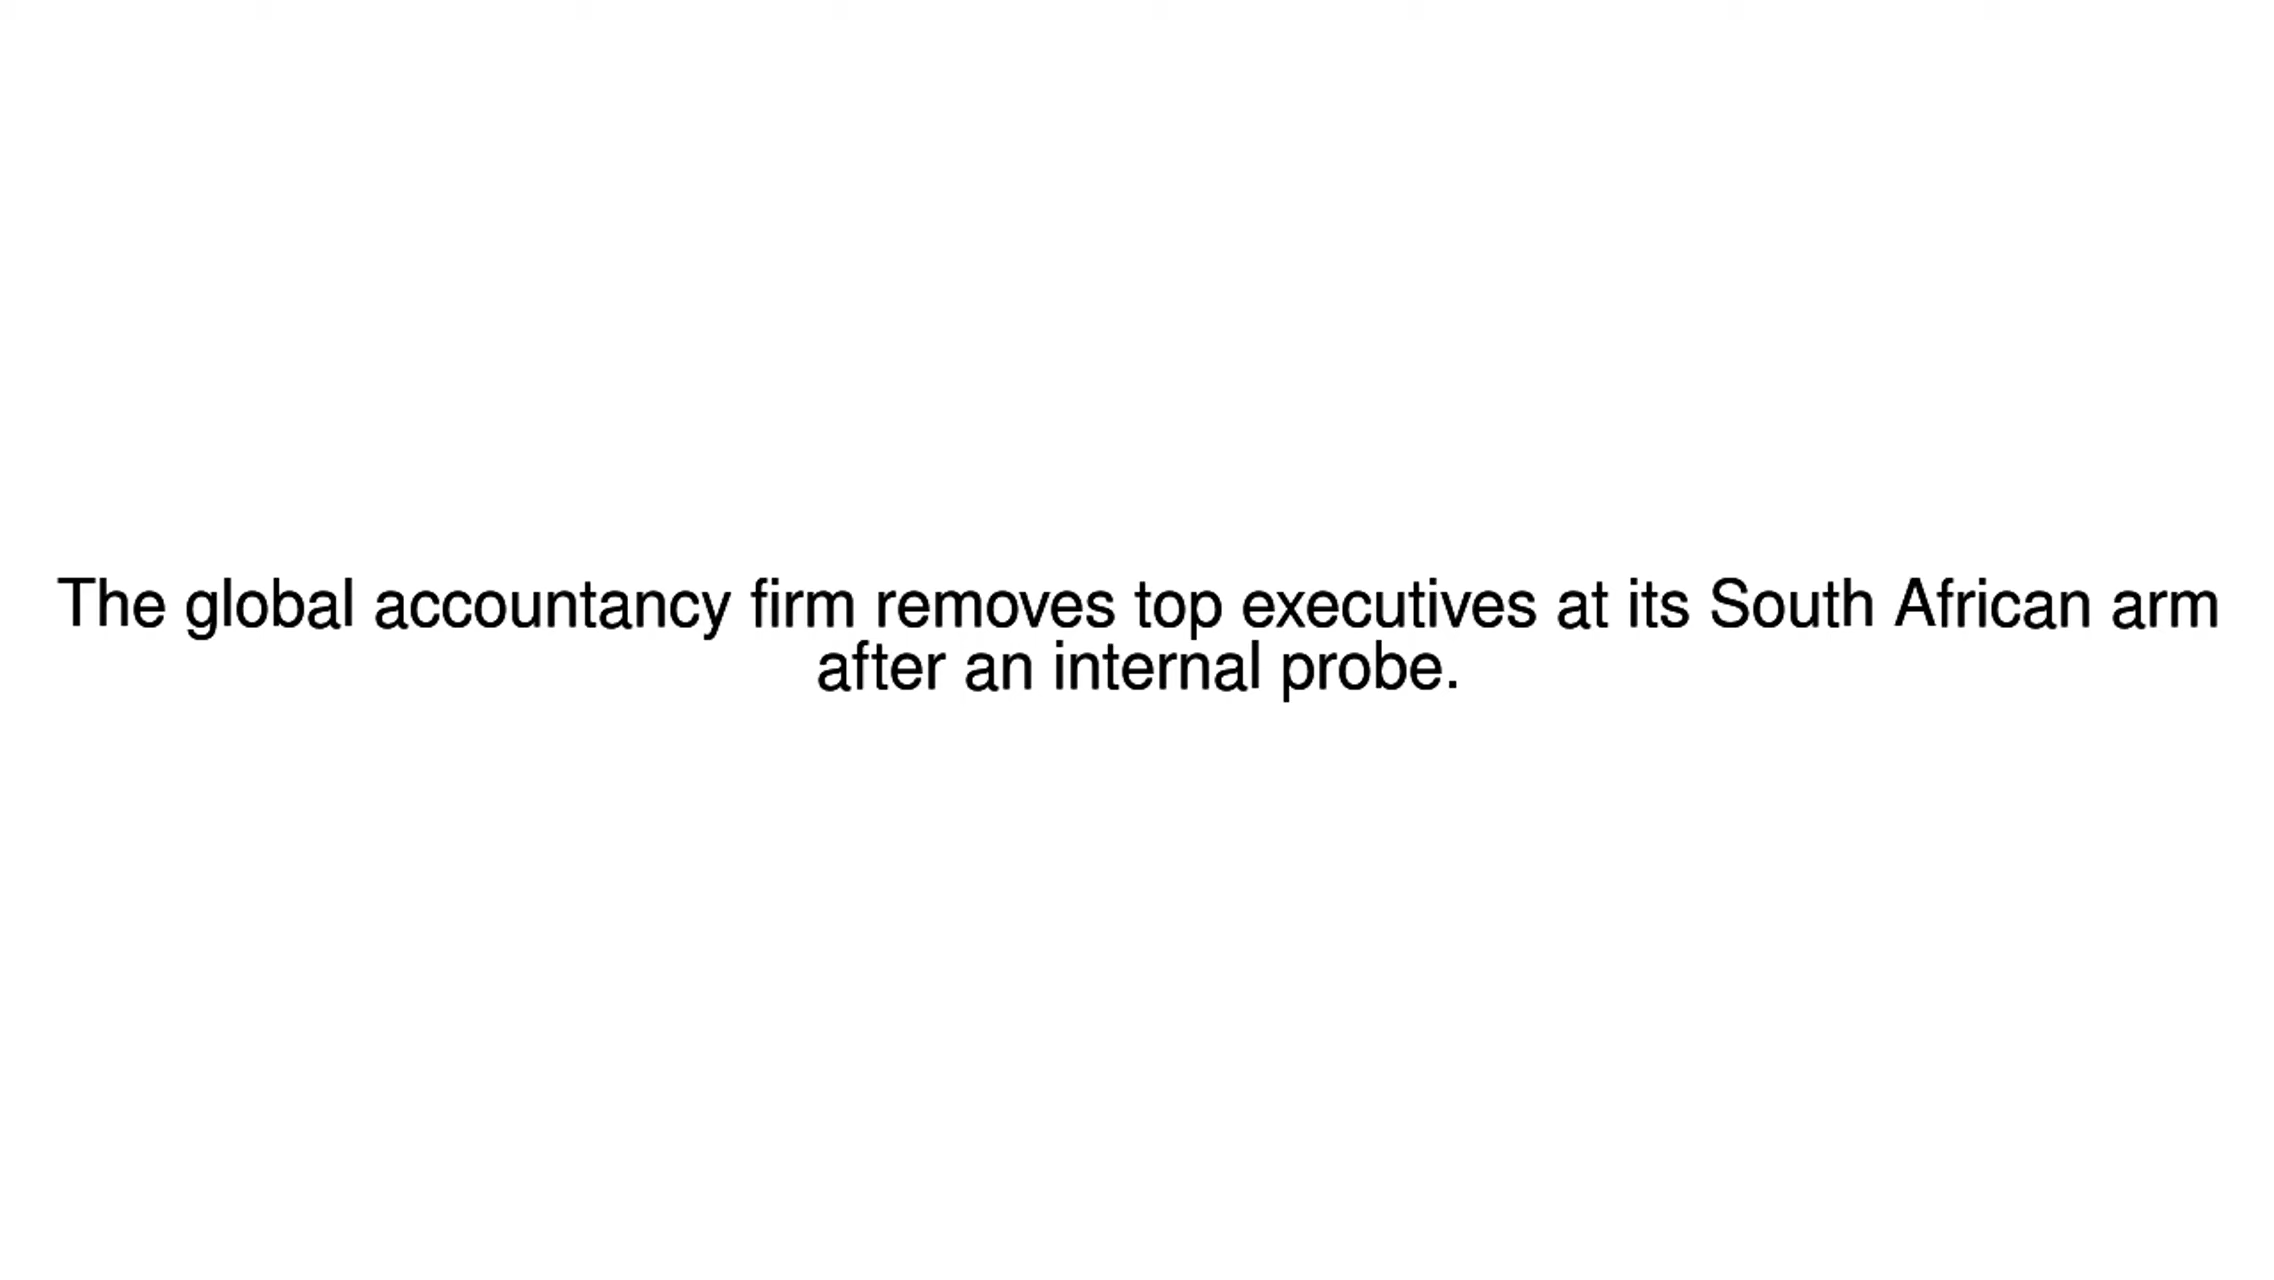 The global accountancy firm removes top executives at its South African arm
after an internal probe.